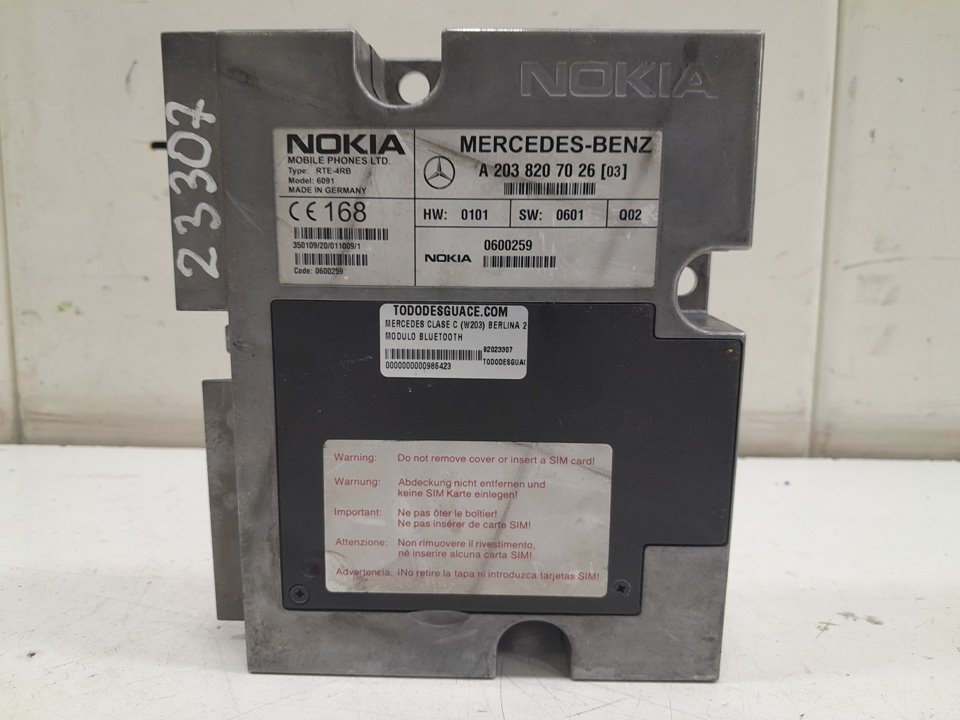 23307
NOKIA
NOKIA
MOBILE PHONES LTD.
Type: RTE-4RB
Model: 6091
MADE IN GERMANY
CE 168
350109/20/011009/1
Code: 0600259
MERCEDES-BENZ
A 203 820 70 26 [03]
HW: 0101 SW: 0601 Q02
0600259
NOKIA
TODODESGUACE.COM
MERCEDES CLASE C (W203) BERLINA 2
MODULO BLUETOOTH
92023307
0000000000986423 TODODESGUA
Warning: Do not remove cover or insert a SIM card!
Warnung: Abdeckung nicht entfernen und
keine SIM Karte einlegen!
Important: Ne pas ôter le boîtier!
Ne pas insérer de carte SIM!
Attenzione: Non rimuovere il rivestimento,
né inserire alcuna carta SIM!
Advertencia: ¡No retire la tapa ni introduzca tarjetas SIM!